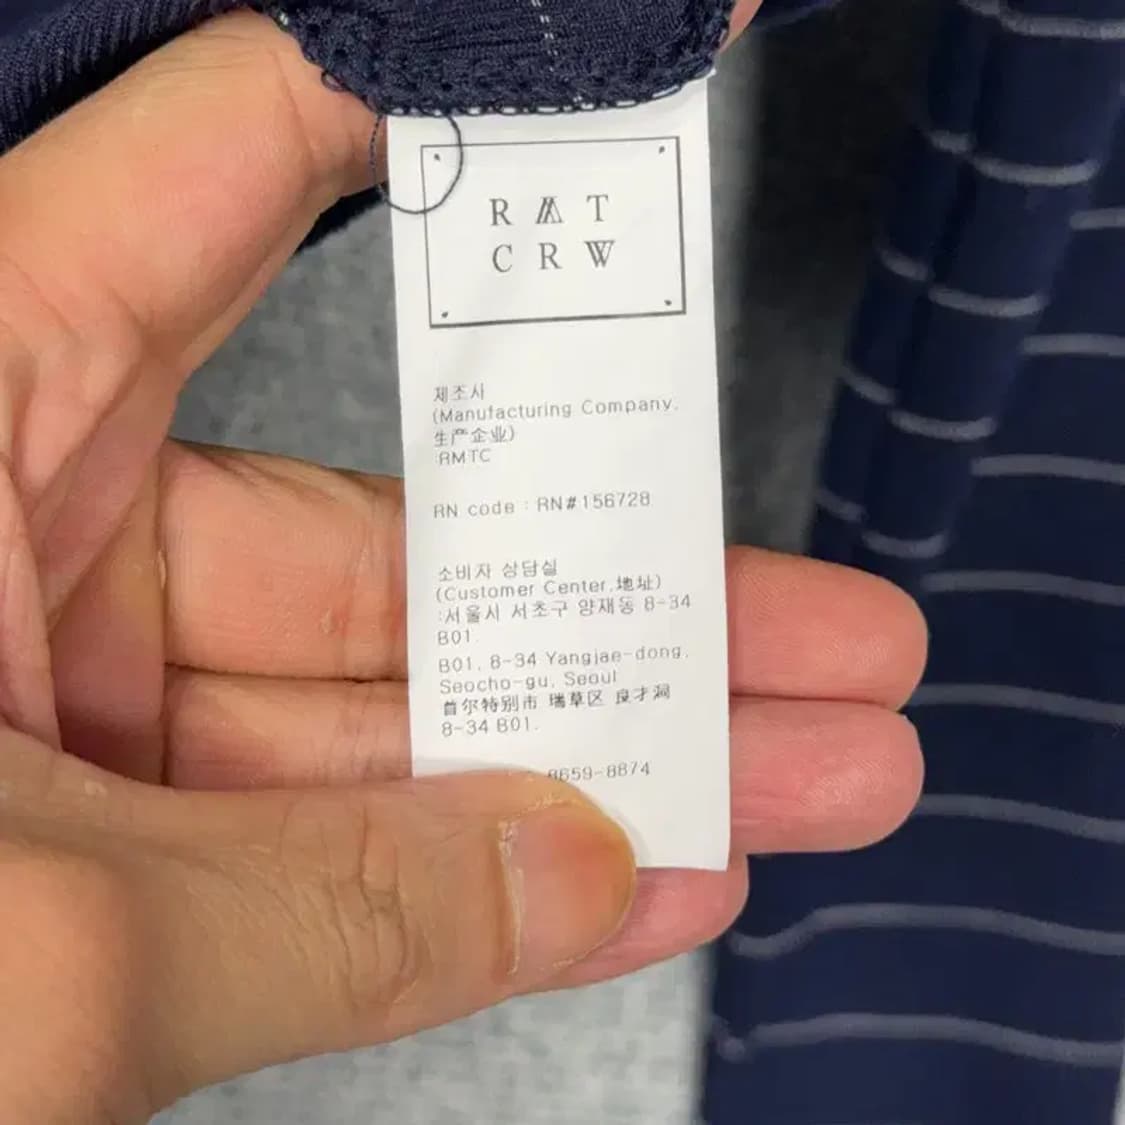 R M T
C R W
제조사
(Manufacturing Company,
生产企业)
:RMTC
RN code : RN#156728
소비자 상담실
(Customer Center,地址)
:서울시 서초구 양재동 8-34
B01.
B01, 8-34 Yangjae-dong,
Seocho-gu, Seoul
首尔特别市 瑞草区 良才洞
8-34 B01.
8659-8874